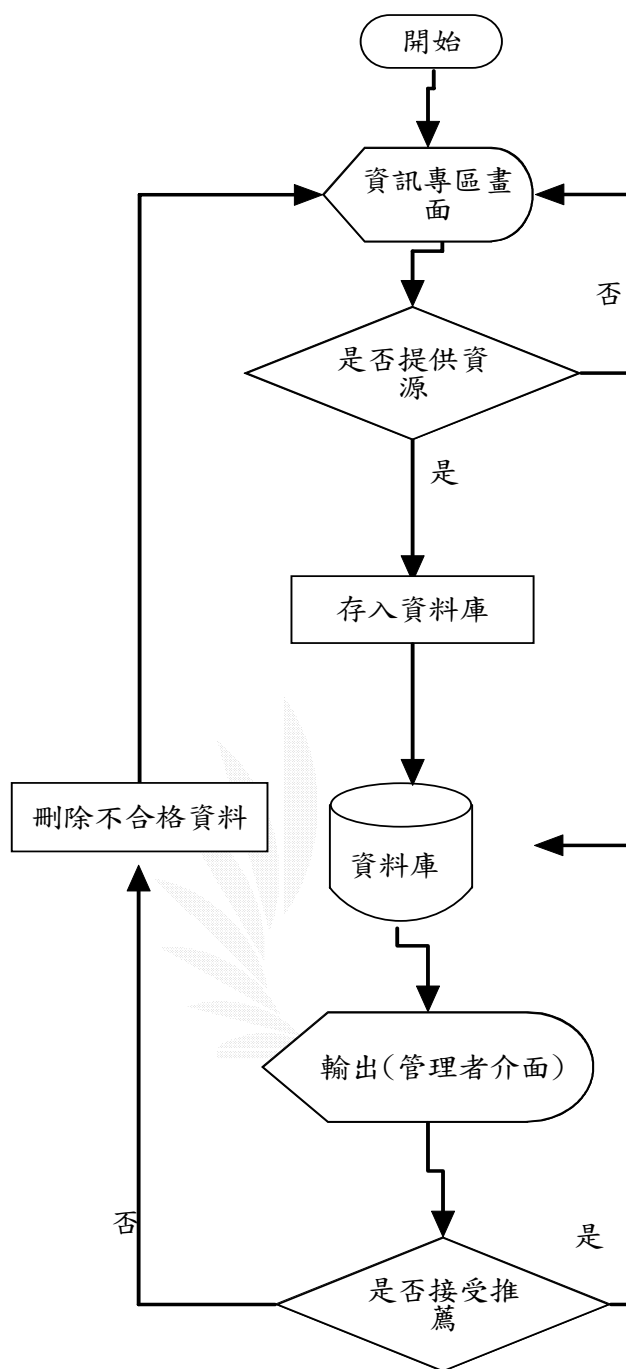 開始
資訊專區畫
面
否
是否提供資
源
是
存入資料庫
刪除不合格資料
資料庫
輸出(管理者介面)
否
是
是否接受推
薦